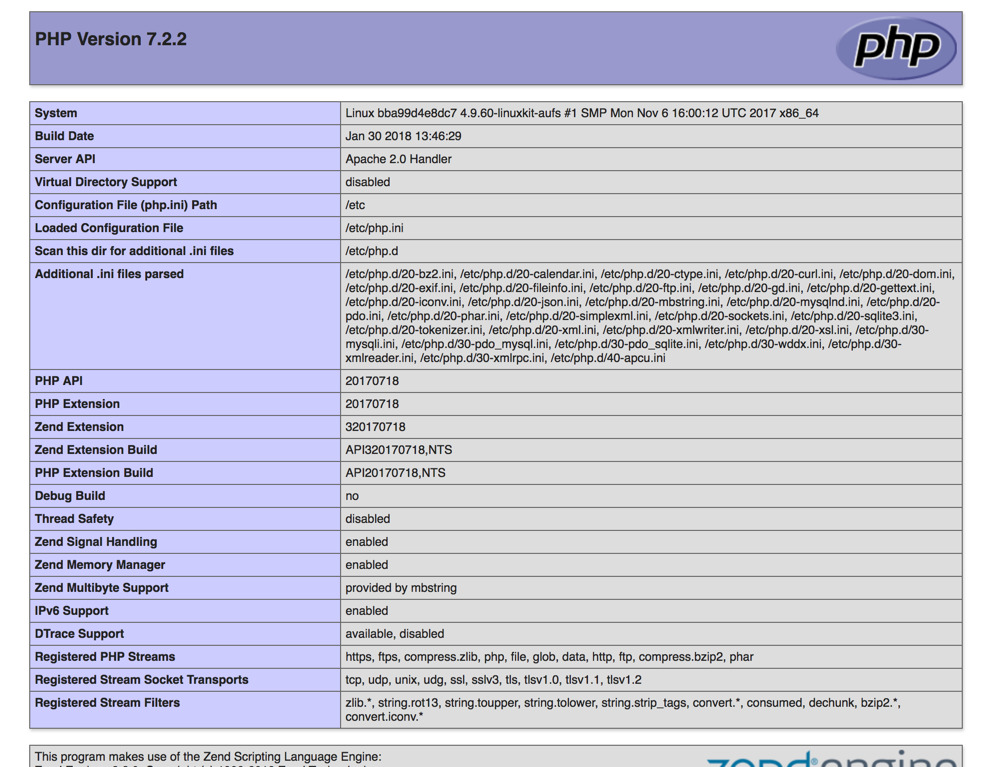 PHP Version 7.2.2
php
System Linux bba99d4e8dc7 4.9.60-linuxkit-aufs #1 SMP Mon Nov 6 16:00:12 UTC 2017 x86_64
Build Date Jan 30 2018 13:46:29
Server API Apache 2.0 Handler
Virtual Directory Support disabled
Configuration File (php.ini) Path /etc
Loaded Configuration File /etc/php.ini
Scan this dir for additional .ini files /etc/php.d
Additional .ini files parsed /etc/php.d/20-bz2.ini, /etc/php.d/20-calendar.ini, /etc/php.d/20-ctype.ini, /etc/php.d/20-curl.ini, /etc/php.d/20-dom.ini,
/etc/php.d/20-exif.ini, /etc/php.d/20-fileinfo.ini, /etc/php.d/20-ftp.ini, /etc/php.d/20-gd.ini, /etc/php.d/20-gettext.ini,
/etc/php.d/20-iconv.ini, /etc/php.d/20-json.ini, /etc/php.d/20-mbstring.ini, /etc/php.d/20-mysqlnd.ini, /etc/php.d/20-
pdo.ini, /etc/php.d/20-phar.ini, /etc/php.d/20-simplexml.ini, /etc/php.d/20-sockets.ini, /etc/php.d/20-sqlite3.ini,
/etc/php.d/20-tokenizer.ini, /etc/php.d/20-xml.ini, /etc/php.d/20-xmlwriter.ini, /etc/php.d/20-xsl.ini, /etc/php.d/30-
mysqli.ini, /etc/php.d/30-pdo_mysql.ini, /etc/php.d/30-pdo_sqlite.ini, /etc/php.d/30-wddx.ini, /etc/php.d/30-
xmlreader.ini, /etc/php.d/30-xmlrpc.ini, /etc/php.d/40-apcu.ini
PHP API 20170718
PHP Extension 20170718
Zend Extension 320170718
Zend Extension Build API320170718,NTS
PHP Extension Build API20170718,NTS
Debug Build no
Thread Safety disabled
Zend Signal Handling enabled
Zend Memory Manager enabled
Zend Multibyte Support provided by mbstring
IPv6 Support enabled
DTrace Support available, disabled
Registered PHP Streams https, ftps, compress.zlib, php, file, glob, data, http, ftp, compress.bzip2, phar
Registered Stream Socket Transports tcp, udp, unix, udg, ssl, sslv3, tls, tlsv1.0, tlsv1.1, tlsv1.2
Registered Stream Filters zlib.*, string.rot13, string.toupper, string.tolower, string.strip_tags, convert.*, consumed, dechunk, bzip2.*,
convert.iconv.*
This program makes use of the Zend Scripting Language Engine:
zend engine